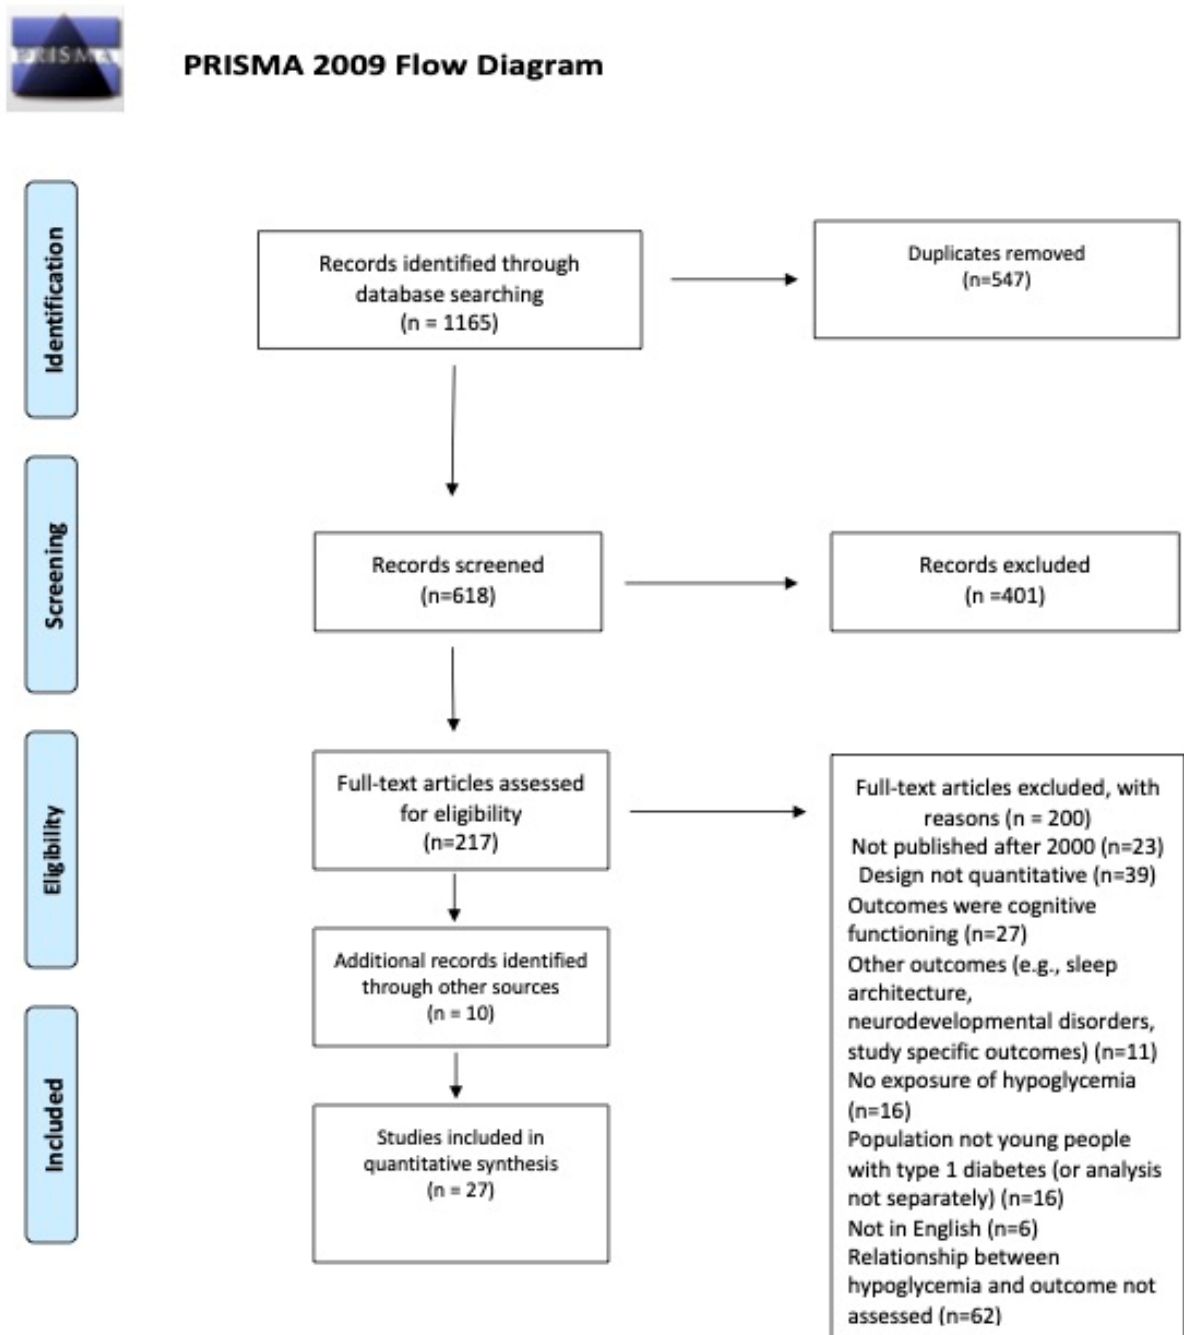 PRISMA
PRISMA 2009 Flow Diagram
Identification
Records identified through
database searching
(n = 1165)
Duplicates removed
(n=547)
Screening
Records screened
(n=618)
Records excluded
(n =401)
Eligibility
Full-text articles assessed
for eligibility
(n=217)
Full-text articles excluded, with
reasons (n = 200)
Not published after 2000 (n=23)
Design not quantitative (n=39)
Outcomes were cognitive
functioning (n=27)
Other outcomes (e.g., sleep
architecture,
neurodevelopmental disorders,
study specific outcomes) (n=11)
No exposure of hypoglycemia
(n=16)
Population not young people
with type 1 diabetes (or analysis
not separately) (n=16)
Not in English (n=6)
Relationship between
hypoglycemia and outcome not
assessed (n=62)
Additional records identified
through other sources
(n = 10)
Included
Studies included in
quantitative synthesis
(n = 27)